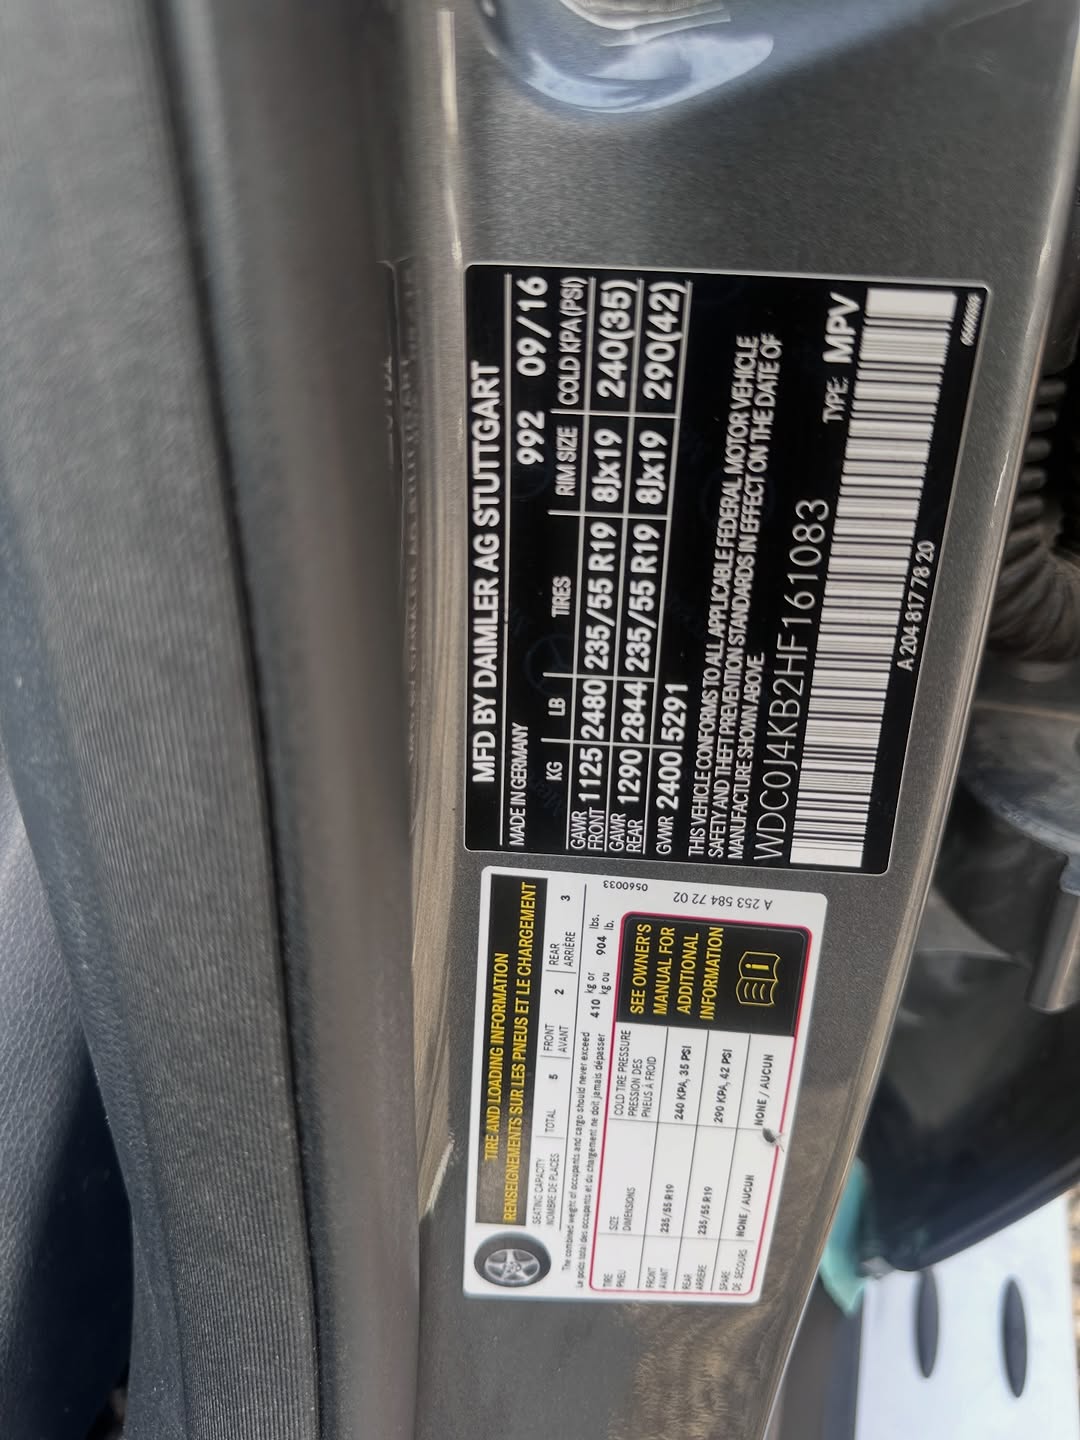 MFD BY DAIMLER AG STUTTGART
MADE IN GERMANY 992 09/16
KG LB TIRES RIM SIZE COLD KPA (PSI)
GAWR FRONT 1125 2480 235/55 R19 8Jx19 240(35)
GAWR REAR 1290 2844 235/55 R19 8Jx19 290(42)
GVWR 2400 5291
THIS VEHICLE CONFORMS TO ALL APPLICABLE FEDERAL MOTOR VEHICLE
SAFETY AND THEFT PREVENTION STANDARDS IN EFFECT ON THE DATE OF
MANUFACTURE SHOWN ABOVE
WDC0J4KB2HF161083 TYPE: MPV
A 204 817 78 20
TIRE AND LOADING INFORMATION
RENSEIGNEMENTS SUR LES PNEUS ET LE CHARGEMENT
SEATING CAPACITY TOTAL 5 FRONT 2 REAR 3
NOMBRE DE PLACES AVANT ARRIÈRE
The combined weight of occupants and cargo should never exceed 410 kg or 904 lbs.
Le poids total des occupants et du chargement ne doit jamais dépasser kg ou lb.
TIRE SIZE COLD TIRE PRESSURE
PNEU DIMENSIONS PRESSION DES
PNEUS À FROID
FRONT 235/55 R19 240 KPA, 35 PSI
AVANT
REAR 235/55 R19 290 KPA, 42 PSI
ARRIÈRE
SPARE NONE / AUCUN NONE / AUCUN
DE SECOURS
SEE OWNER'S
MANUAL FOR
ADDITIONAL
INFORMATION
i
0560033
A 253 584 72 02